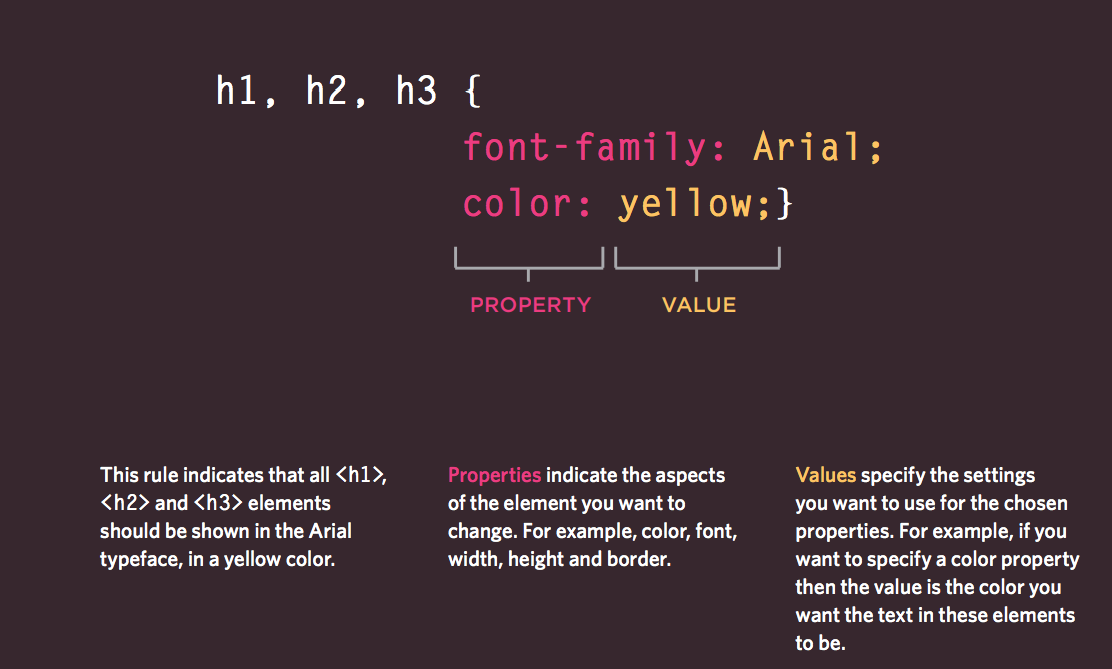 h1, h2, h3 {
font-family: Arial;
color: yellow;}
PROPERTY VALUE
This rule indicates that all <h1>,
<h2> and <h3> elements
should be shown in the Arial
typeface, in a yellow color.
Properties indicate the aspects
of the element you want to
change. For example, color, font,
width, height and border.
Values specify the settings
you want to use for the chosen
properties. For example, if you
want to specify a color property
then the value is the color you
want the text in these elements
to be.